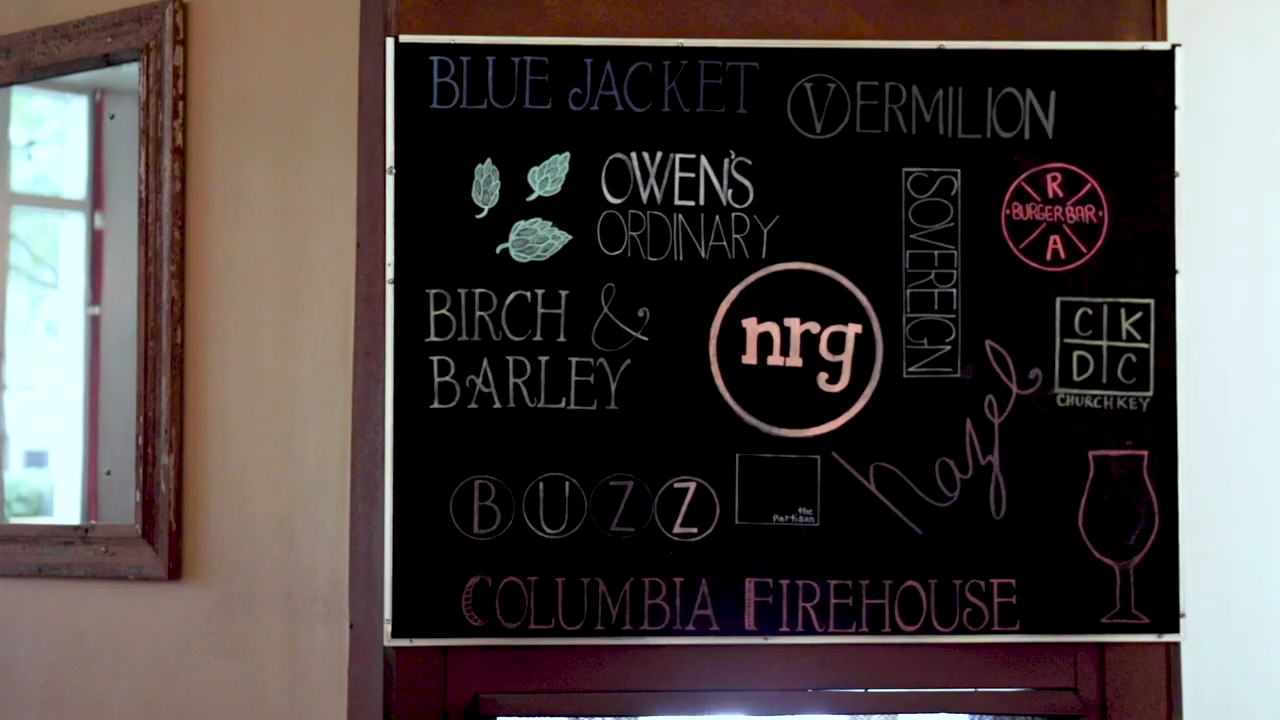 BLUE JACKET
VERMILION
OWEN'S
ORDINARY
SOVEREIGN
R
BURGER BAR
A
BIRCH &
BARLEY
nrg
C K
D C
CHURCHKEY
hazel
BUZZ
the
partisan
COLUMBIA FIREHOUSE